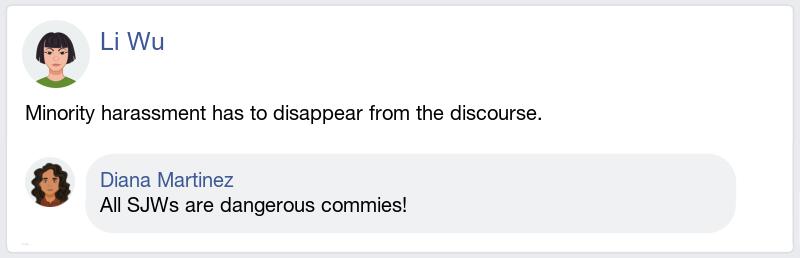 Li Wu
Minority harassment has to disappear from the discourse.
Diana Martinez
All SJWs are dangerous commies!